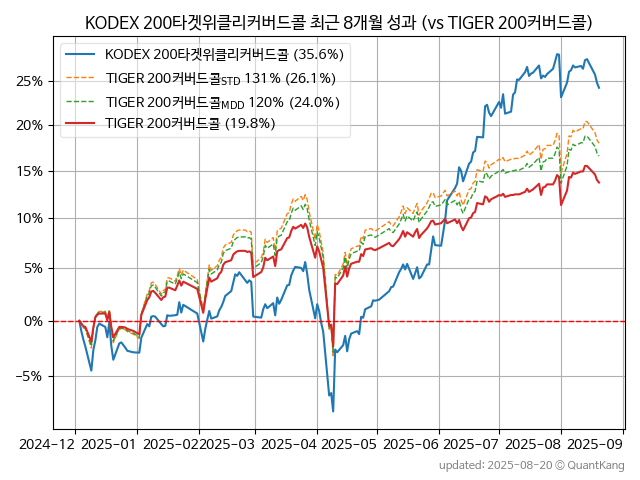 KODEX 200타겟위클리커버드콜 최근 8개월 성과 (vs TIGER 200커버드콜)
KODEX 200타겟위클리커버드콜 (35.6%)
TIGER 200커버드콜STD 131% (26.1%)
TIGER 200커버드콜MDD 120% (24.0%)
TIGER 200커버드콜 (19.8%)
25%
20%
15%
10%
5%
0%
−5%
2024-12 2025-01 2025-02 2025-03 2025-04 2025-05 2025-06 2025-07 2025-08 2025-09
updated: 2025-08-20 © QuantKang